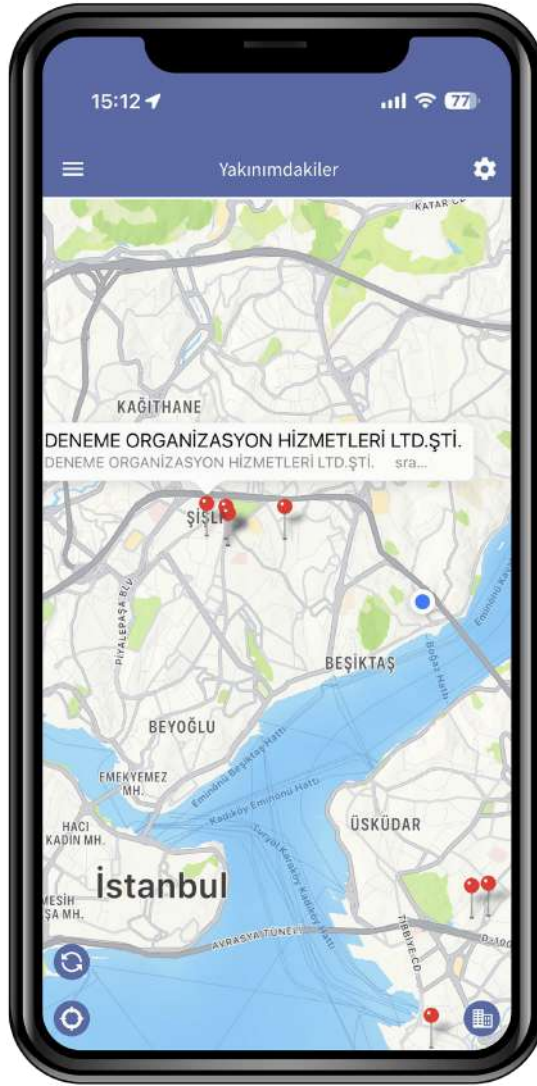 15:12
77
Yakınımdakiler
KATAR CD
KAĞITHANE
DENEME ORGANİZASYON HİZMETLERİ LTD.ŞTİ.
DENEME ORGANİZASYON HİZMETLERİ LTD.ŞTİ. sra...
ŞİŞLİ
PİYALEPAŞA BLV
Eminönü
BEŞİKTAŞ
Boğaz Hattı
BEYOĞLU
EMEKYEMEZ
MH.
Eminönü Beşiktaş Hattı
Kadıköy Eminönü Hattı
HACI
KADIN MH.
ÜSKÜDAR
Turyol Karaköy Kadıköy Hattı
İstanbul
MESİH
ŞA MH.
AVRASYA TÜNELİ
TIBBİYE CD
D-100